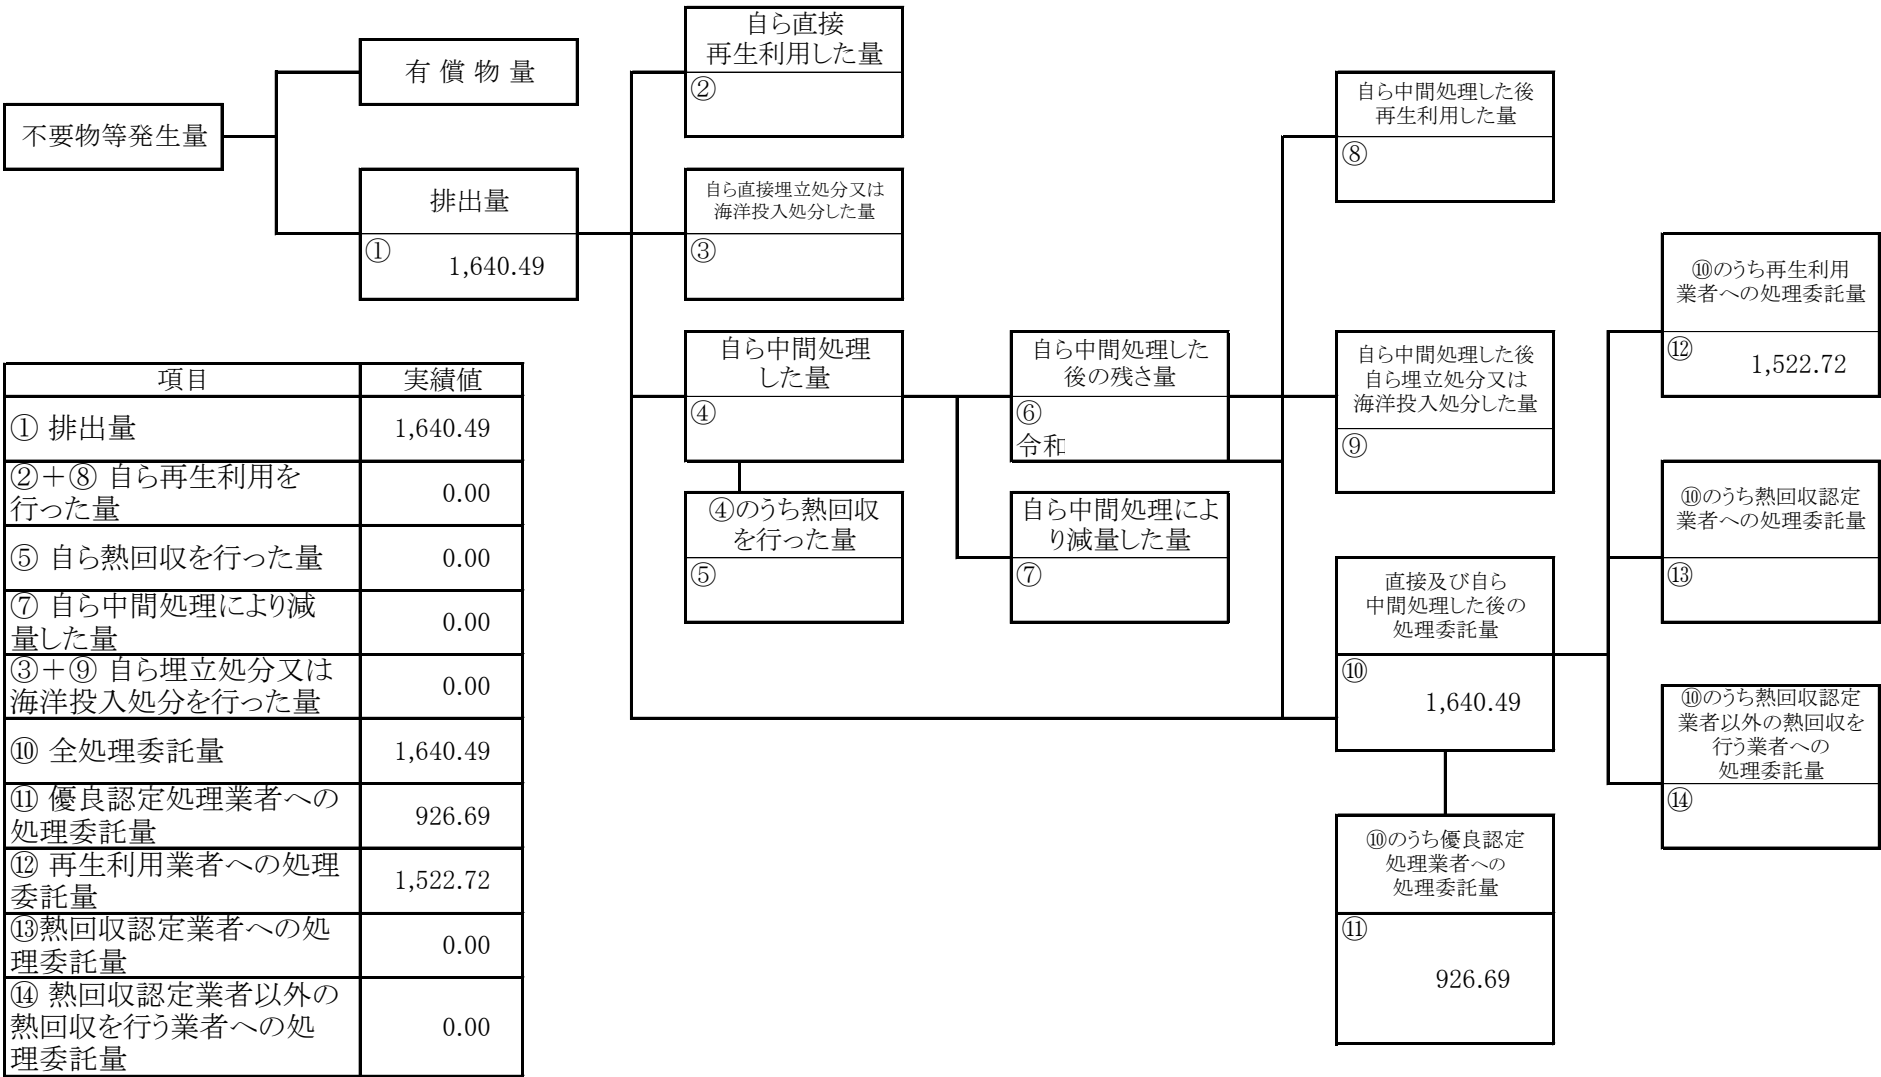 不要物等発生量
有 償 物 量
排出量
①
1,640.49
自ら直接
再生利用した量
②
自ら直接埋立処分又は
海洋投入処分した量
③
自ら中間処理
した量
④
④のうち熱回収
を行った量
⑤
自ら中間処理した
後の残さ量
⑥
令和
自ら中間処理によ
り減量した量
⑦
自ら中間処理した後
再生利用した量
⑧
自ら中間処理した後
自ら埋立処分又は
海洋投入処分した量
⑨
直接及び自ら
中間処理した後の
処理委託量
⑩
1,640.49
⑩のうち優良認定
処理業者への
処理委託量
⑪
926.69
⑩のうち再生利用
業者への処理委託量
⑫
1,522.72
⑩のうち熱回収認定
業者への処理委託量
⑬
⑩のうち熱回収認定
業者以外の熱回収を
行う業者への
処理委託量
⑭
項目 実績値
① 排出量 1,640.49
②＋⑧ 自ら再生利用を
行った量 0.00
⑤ 自ら熱回収を行った量 0.00
⑦ 自ら中間処理により減
量した量 0.00
③＋⑨ 自ら埋立処分又は
海洋投入処分を行った量 0.00
⑩ 全処理委託量 1,640.49
⑪ 優良認定処理業者への
処理委託量 926.69
⑫ 再生利用業者への処理
委託量 1,522.72
⑬熱回収認定業者への処
理委託量 0.00
⑭ 熱回収認定業者以外の
熱回収を行う業者への処
理委託量 0.00